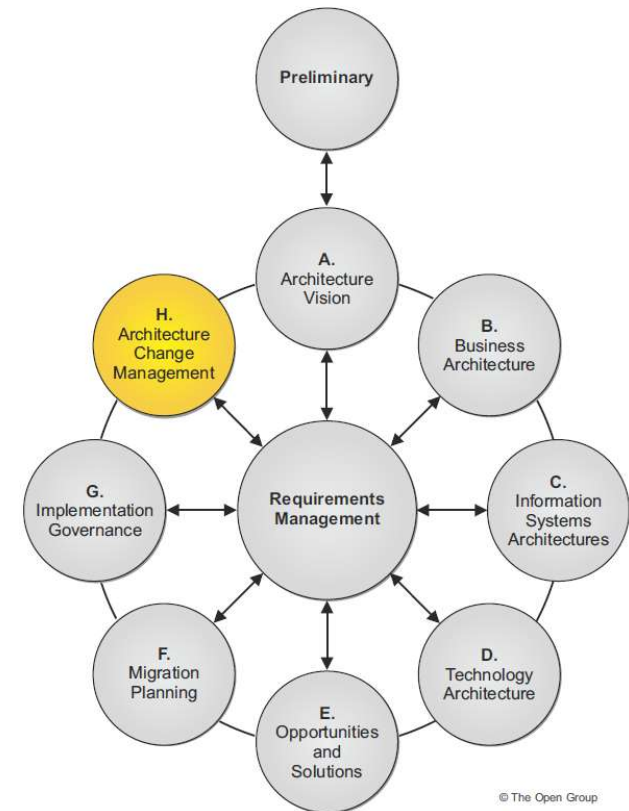 Preliminary
A.
Architecture
Vision
H.
Architecture
Change
Management
B.
Business
Architecture
G.
Implementation
Governance
Requirements
Management
C.
Information
Systems
Architectures
F.
Migration
Planning
D.
Technology
Architecture
E.
Opportunities
and
Solutions
© The Open Group